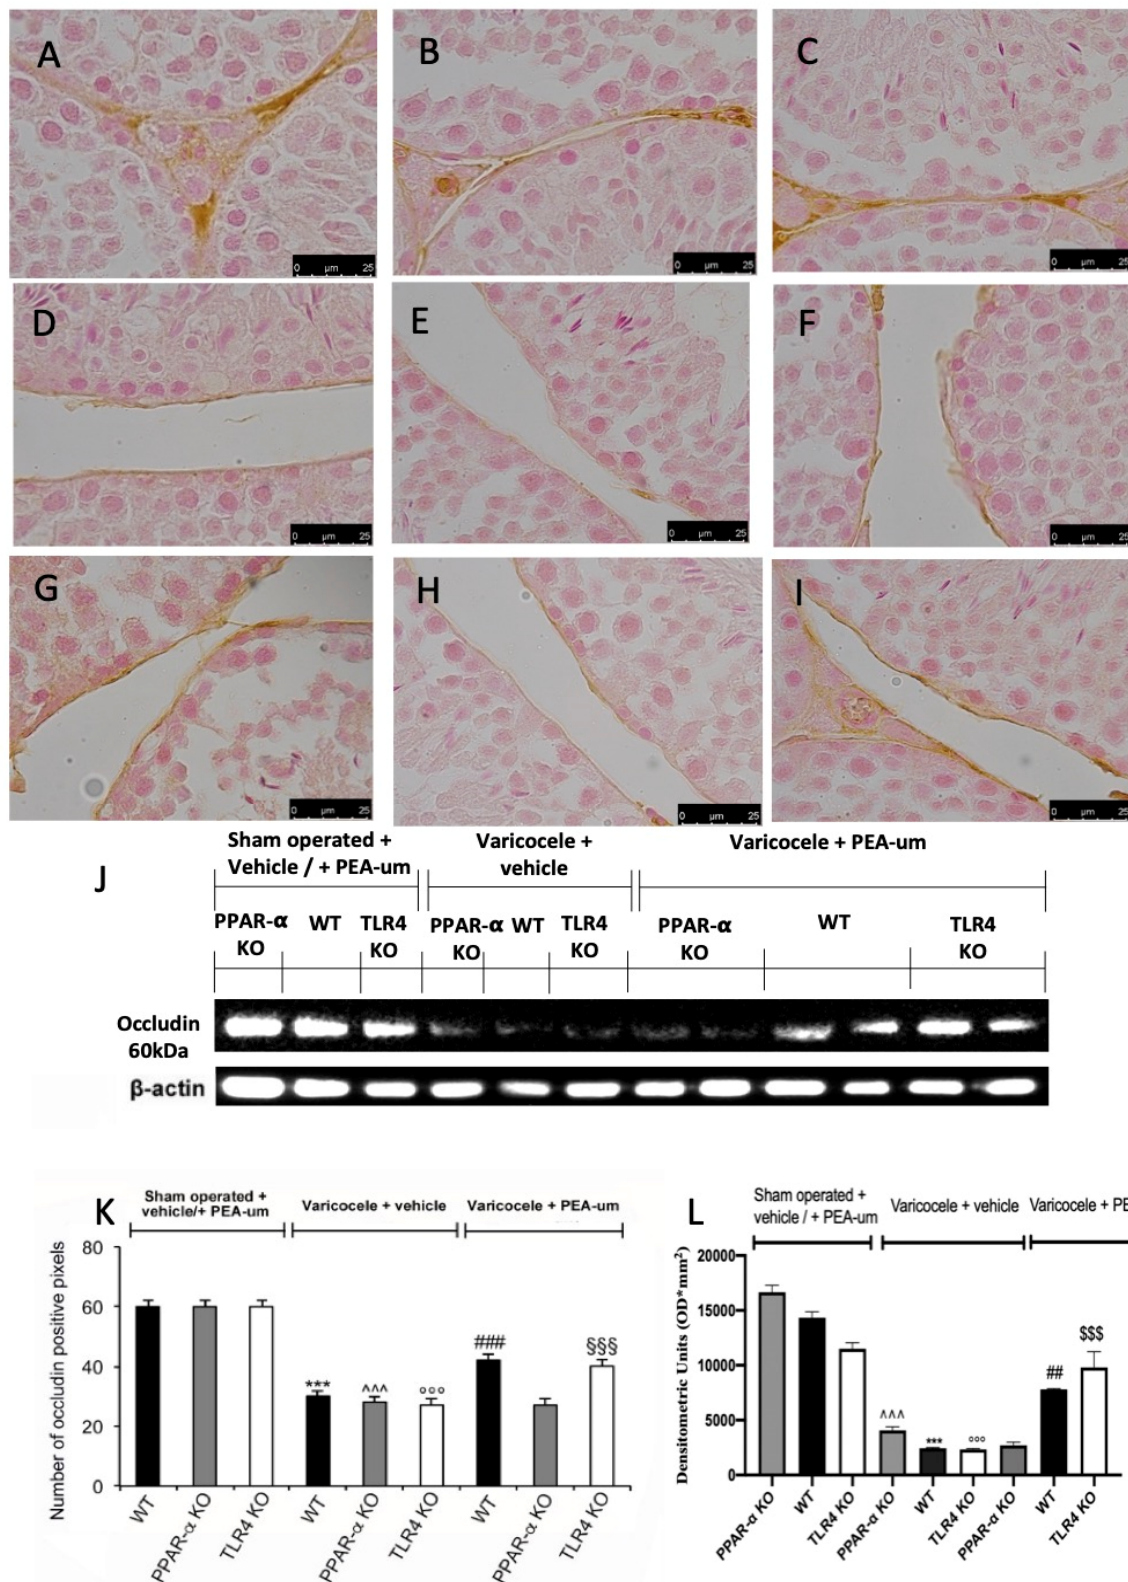 A
B
C
0 µm 25
0 µm 25
0 µm 25
D
E
F
0 µm 25
0 µm 25
0 µm 25
G
H
I
0 µm 25
0 µm 25
0 µm 25
J
Sham operated +
Vehicle / + PEA-um
Varicocele +
vehicle
Varicocele + PEA-um
PPAR-α
KO
WT
TLR4
KO
PPAR-α
KO
WT
TLR4
KO
PPAR-α
KO
WT
TLR4
KO
Occludin
60kDa
β-actin
K
Sham operated +
vehicle/+ PEA-um
Varicocele + vehicle
Varicocele + PEA-um
Number of occludin positive pixels
80
60
40
20
0
***
^^^
°°°
###
§§§
WT
PPAR-α KO
TLR4 KO
WT
PPAR-α KO
TLR4 KO
WT
PPAR-α KO
TLR4 KO
L
Sham operated +
vehicle / + PEA-um
Varicocele + vehicle
Varicocele + PE
Densitometric Units (OD*mm²)
20000
15000
10000
5000
0
^^^
***
°°°
##
$$$
PPAR-α KO
WT
TLR4 KO
PPAR-α KO
WT
TLR4 KO
PPAR-α KO
WT
TLR4 KO